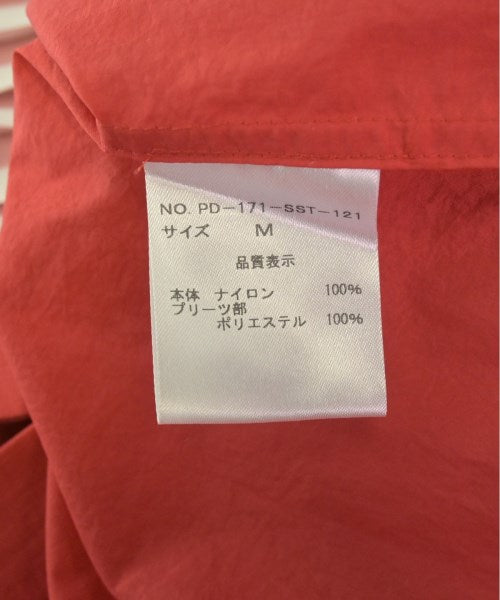 NO. PD-171-SST-121
サイズ M
品質表示
本体 ナイロン 100%
プリーツ部
ポリエステル 100%